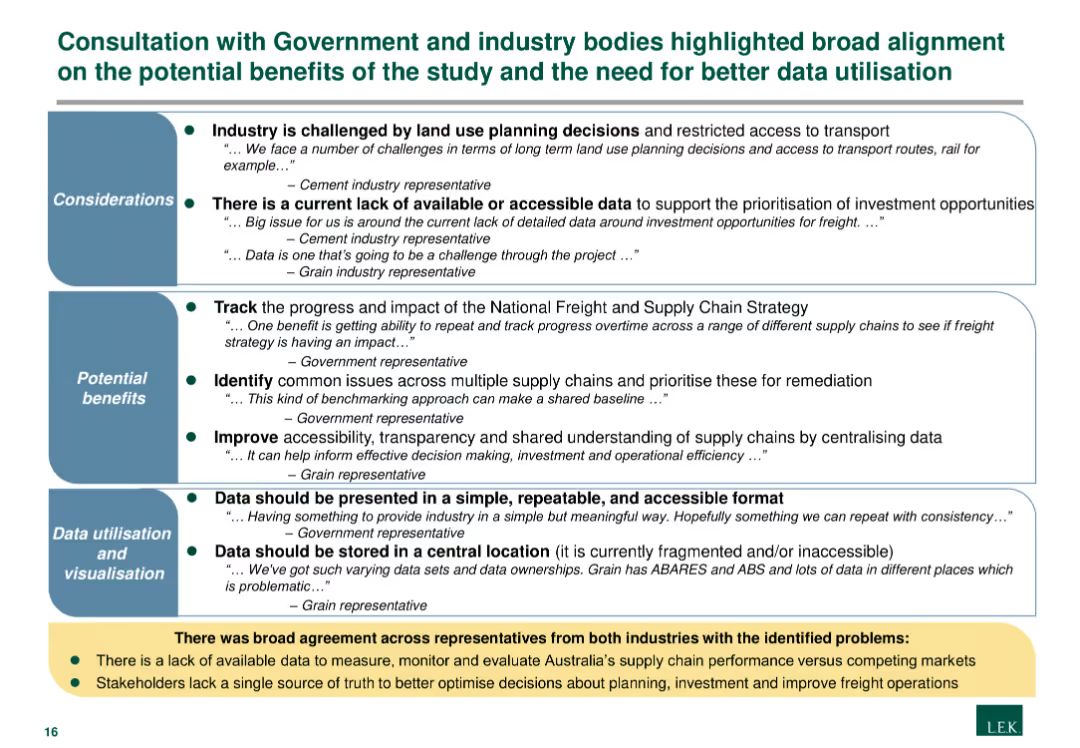 Consultation with Government and industry bodies highlighted broad alignment
on the potential benefits of the study and the need for better data utilisation
Considerations
● Industry is challenged by land use planning decisions and restricted access to transport
“… We face a number of challenges in terms of long term land use planning decisions and access to transport routes, rail for
example…”
– Cement industry representative
● There is a current lack of available or accessible data to support the prioritisation of investment opportunities
“… Big issue for us is around the current lack of detailed data around investment opportunities for freight. …”
– Cement industry representative
“… Data is one that’s going to be a challenge through the project …”
– Grain industry representative
Potential
benefits
● Track the progress and impact of the National Freight and Supply Chain Strategy
“… One benefit is getting ability to repeat and track progress overtime across a range of different supply chains to see if freight
strategy is having an impact…”
– Government representative
● Identify common issues across multiple supply chains and prioritise these for remediation
“… This kind of benchmarking approach can make a shared baseline …”
– Government representative
● Improve accessibility, transparency and shared understanding of supply chains by centralising data
“… It can help inform effective decision making, investment and operational efficiency …”
– Grain representative
Data utilisation
and
visualisation
● Data should be presented in a simple, repeatable, and accessible format
“… Having something to provide industry in a simple but meaningful way. Hopefully something we can repeat with consistency…”
– Government representative
● Data should be stored in a central location (it is currently fragmented and/or inaccessible)
“… We've got such varying data sets and data ownerships. Grain has ABARES and ABS and lots of data in different places which
is problematic…”
– Grain representative
There was broad agreement across representatives from both industries with the identified problems:
● There is a lack of available data to measure, monitor and evaluate Australia’s supply chain performance versus competing markets
● Stakeholders lack a single source of truth to better optimise decisions about planning, investment and improve freight operations
16
L.E.K.